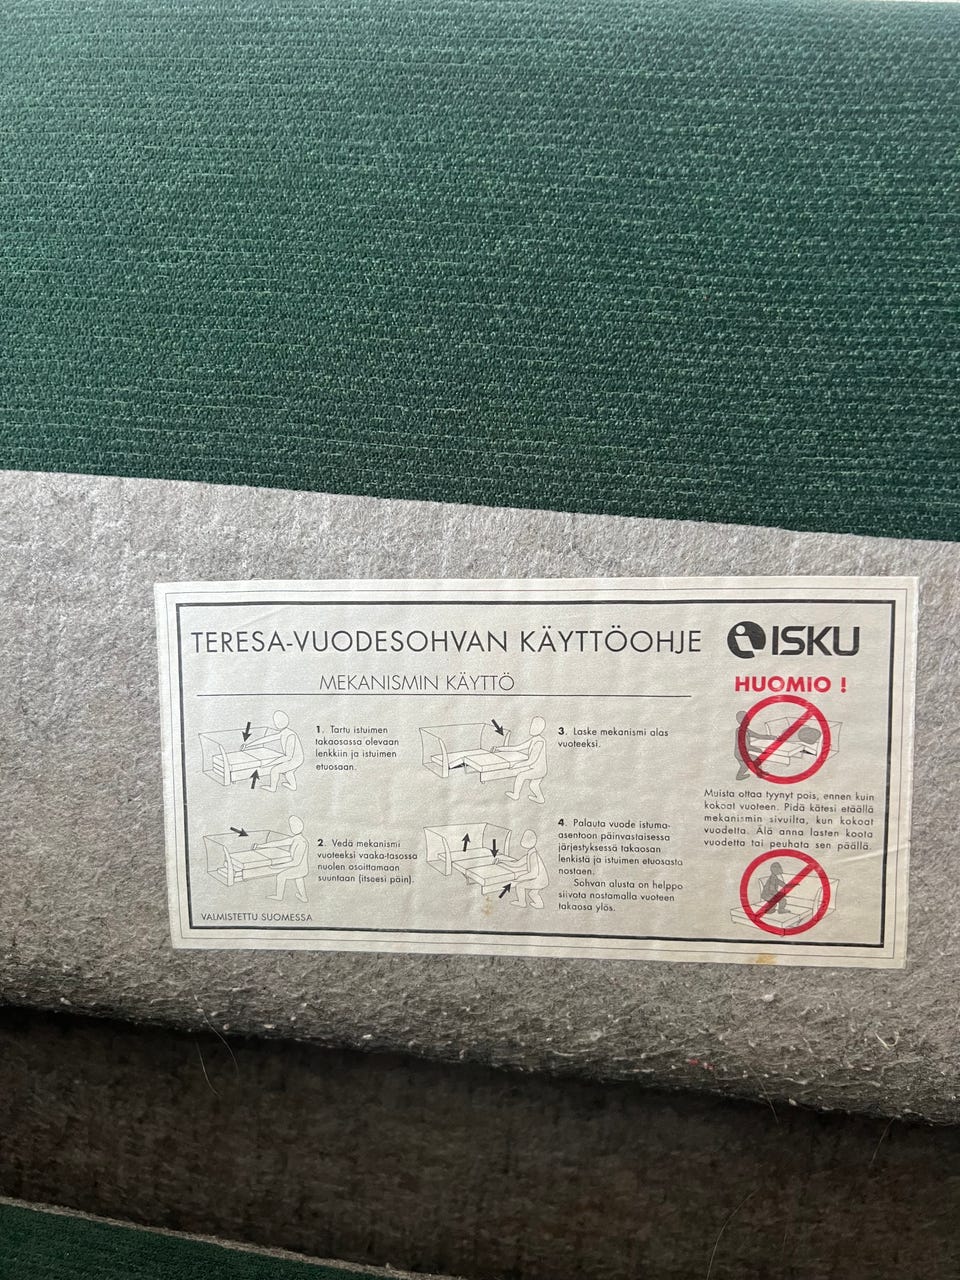 TERESA-VUODESOHVAN KÄYTTÖOHJE
MEKANISMIN KÄYTTÖ
1. Tartu istuimen
takaosassa olevaan
lenkkiin ja istuimen
etuosaan.
2. Vedä mekanismi
vuoteeksi vaaka-tasossa
nuolen osoittamaan
suuntaan (itseesi päin).
VALMISTETTU SUOMESSA
3. Laske mekanismi alas
vuoteeksi.
4. Palauta vuode istuma-
asentoon päinvastaisessa
järjestyksessä takaosan
lenkistä ja istuimen etuosasta
nostaen.
Sohvan alusta on helppo
siivota nostamalla vuoteen
takaosa ylös.
ISKU
HUOMIO !
Muista ottaa tyynyt pois, ennen kuin
kokoat vuoteen. Pidä kätesi etäällä
mekanismin sivuilta, kun kokoat
vuodetta. Älä anna lasten koota
vuodetta tai peuhata sen päällä.